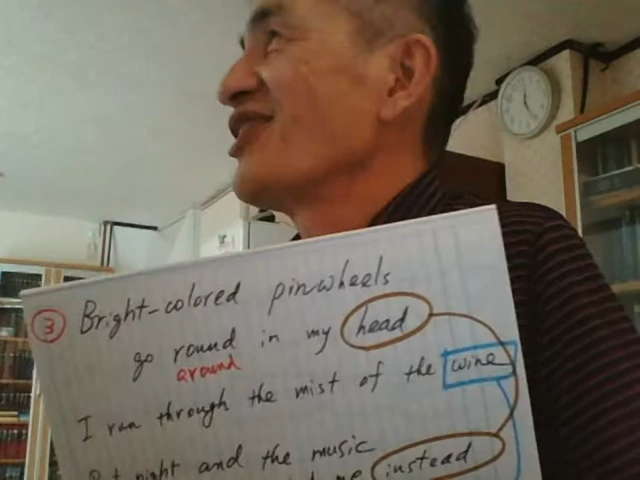 3 Bright-colored pinwheels
go round in my head
around
I ran through the mist of the wine
night and the music
me instead